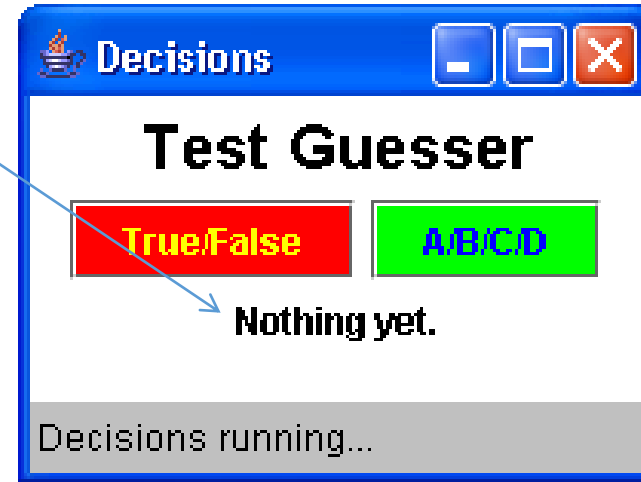 Decisions
Test Guesser
True/False A/B/C/D
Nothing yet.
Decisions running...